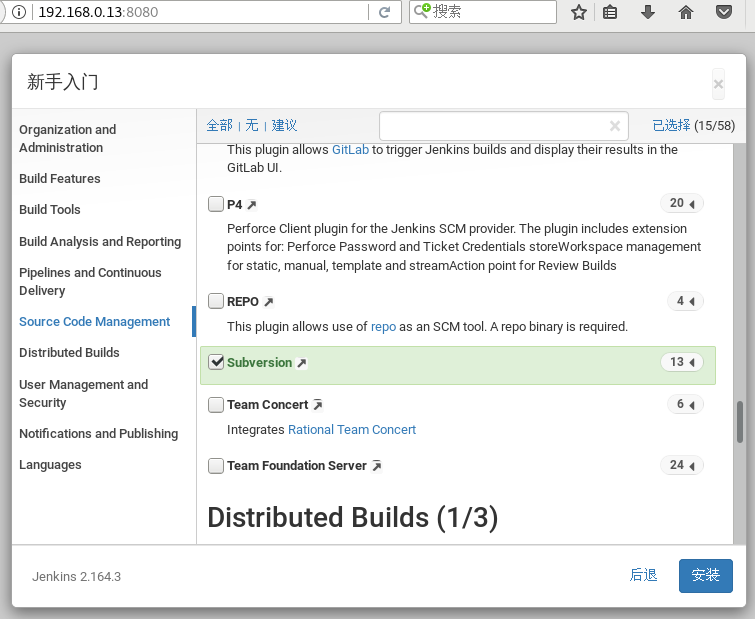 192.168.0.13:8080
搜索
新手入门
全部 | 无 | 建议
已选择 (15/58)
Organization and
Administration
Build Features
Build Tools
Build Analysis and Reporting
Pipelines and Continuous
Delivery
Source Code Management
Distributed Builds
User Management and
Security
Notifications and Publishing
Languages
This plugin allows GitLab to trigger Jenkins builds and display their results in the
GitLab UI.
P4
20
Perforce Client plugin for the Jenkins SCM provider. The plugin includes extension
points for: Perforce Password and Ticket Credentials storeWorkspace management
for static, manual, template and streamAction point for Review Builds
REPO
4
This plugin allows use of repo as an SCM tool. A repo binary is required.
Subversion
13
Team Concert
6
Integrates Rational Team Concert
Team Foundation Server
24
Distributed Builds (1/3)
Jenkins 2.164.3
后退
安装